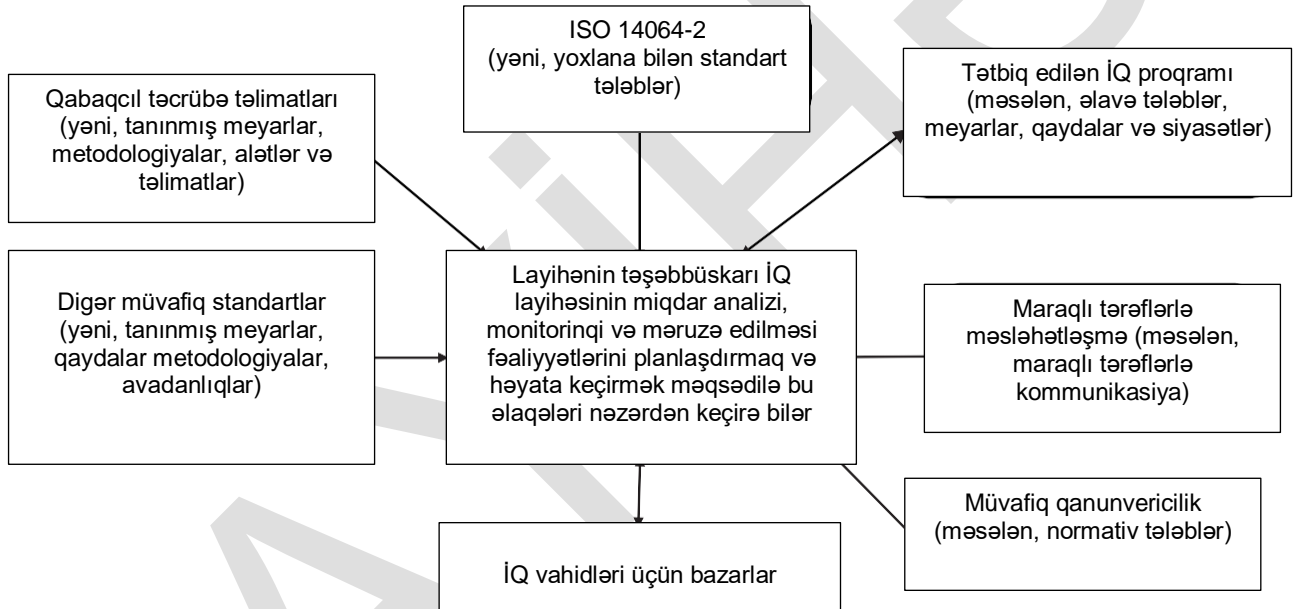 ISO 14064-2
(yəni, yoxlana bilən standart
tələblər)
Qabaqcıl təcrübə təlimatları
(yəni, tanınmış meyarlar,
metodologiyalar, alətlər və
təlimatlar)
Tətbiq edilən İQ proqramı
(məsələn, əlavə tələblər,
meyarlar, qaydalar və siyasətlər)
Digər müvafiq standartlar
(yəni, tanınmış meyarlar,
qaydalar metodologiyalar,
avadanlıqlar)
Layihənin təşəbbüskarı İQ
layihəsinin miqdar analizi,
monitorinqi və məruzə edilməsi
fəaliyyətlərini planlaşdırmaq və
həyata keçirmək məqsədilə bu
əlaqələri nəzərdən keçirə bilər
Maraqlı tərəflərlə
məsləhətləşmə (məsələn,
maraqlı tərəflərlə
kommunikasiya)
Müvafiq qanunvericilik
(məsələn, normativ tələblər)
İQ vahidləri üçün bazarlar